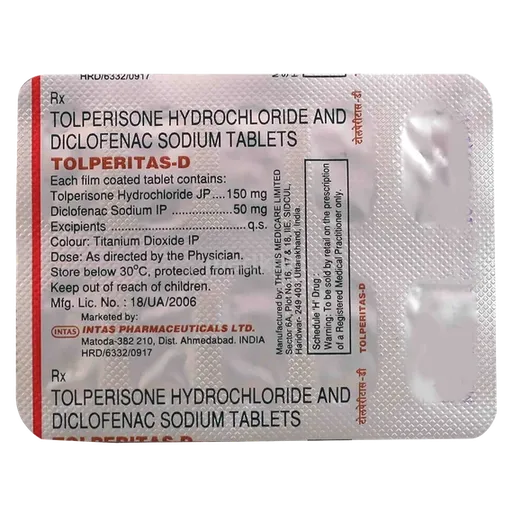 HRD/6332/0917
Rx
TOLPERISONE HYDROCHLORIDE AND
DICLOFENAC SODIUM TABLETS
TOLPERITAS-D
Each film coated tablet contains:
Tolperisone Hydrochloride JP....150 mg
Diclofenac Sodium IP ................50 mg
Excipients ...............................q.s.
Colour: Titanium Dioxide IP
Dose: As directed by the Physician.
Store below 30°C, protected from light.
Keep out of reach of children.
Mfg. Lic. No. : 18/UA/2006
Marketed by:
INTAS INTAS PHARMACEUTICALS LTD.
Matoda-382 210, Dist. Ahmedabad. INDIA
HRD/6332/0917
Rx
TOLPERISONE HYDROCHLORIDE AND
DICLOFENAC SODIUM TABLETS
TOLPERITAS-D
Manufactured by: THEMIS MEDICARE LIMITED
Sector 6A, Plot No.16, 17 & 18, IIE, SIDCUL,
Haridwar- 249 403, Uttarakhand, India.
Schedule 'H' Drug :
Warning: To be sold by retail on the prescription
of a Registered Medical Practitioner only.
TOLPERITAS-D
टोलपेरीटास-डी
टोलपेरीटास-डी